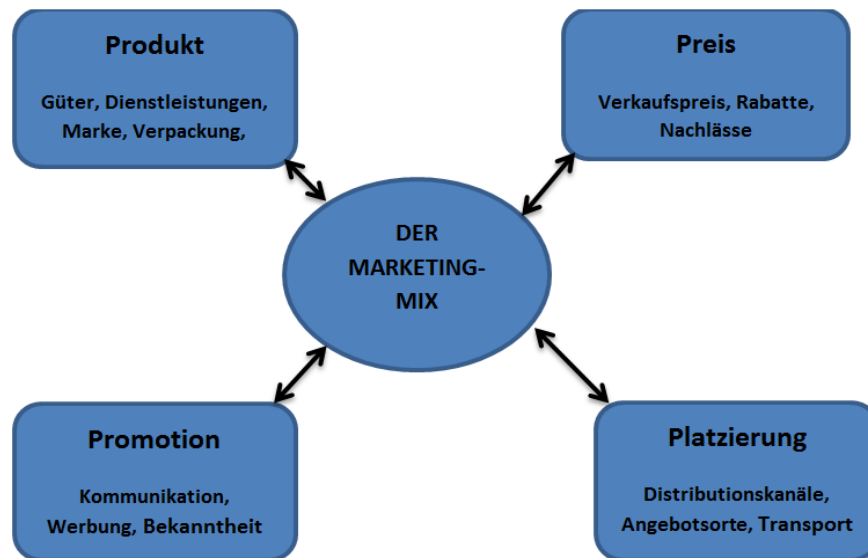 Produkt
Güter, Dienstleistungen,
Marke, Verpackung,
Preis
Verkaufspreis, Rabatte,
Nachlässe
DER
MARKETING-
MIX
Promotion
Kommunikation,
Werbung, Bekanntheit
Platzierung
Distributionskanäle,
Angebotsorte, Transport